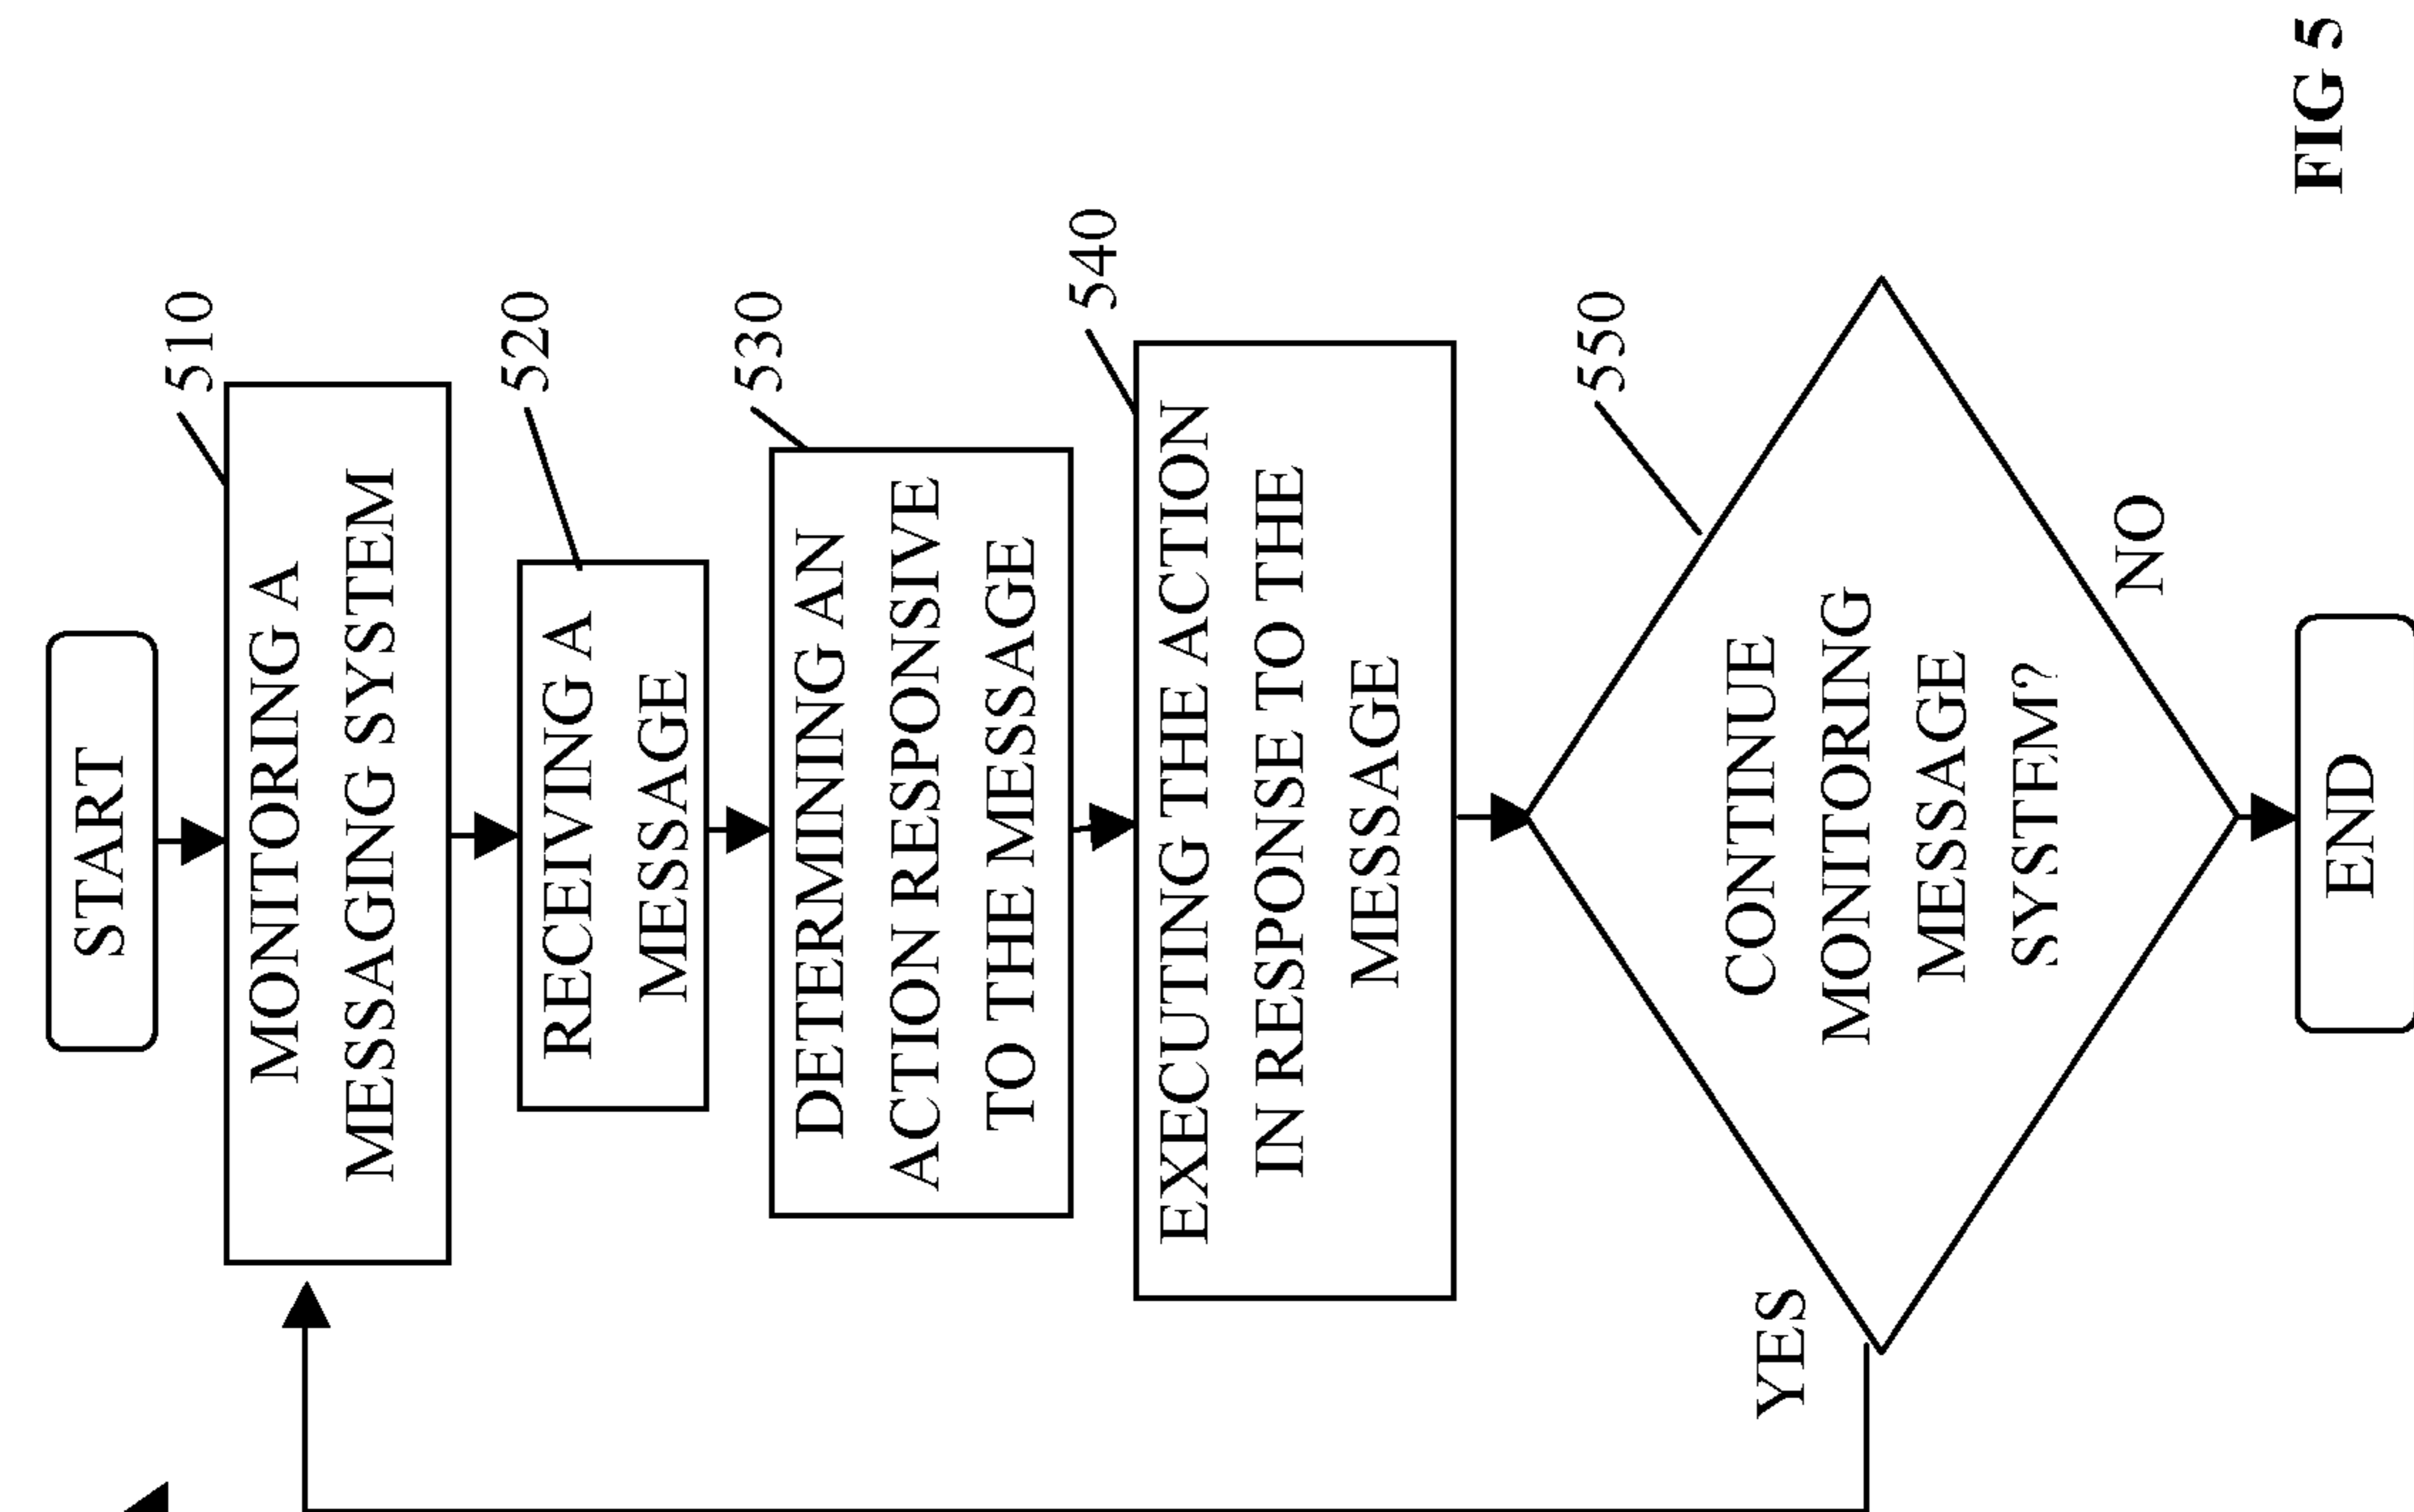 START
510
MONITORING A
MESSAGING SYSTEM
520
RECEIVING A
MESSAGE
530
DETERMINING AN
ACTION RESPONSIVE
TO THE MESSAGE
540
EXECUTING THE ACTION
IN RESPONSE TO THE
MESSAGE
550
CONTINUE
MONITORING
MESSAGE
SYSTEM?
YES
NO
END
FIG 5